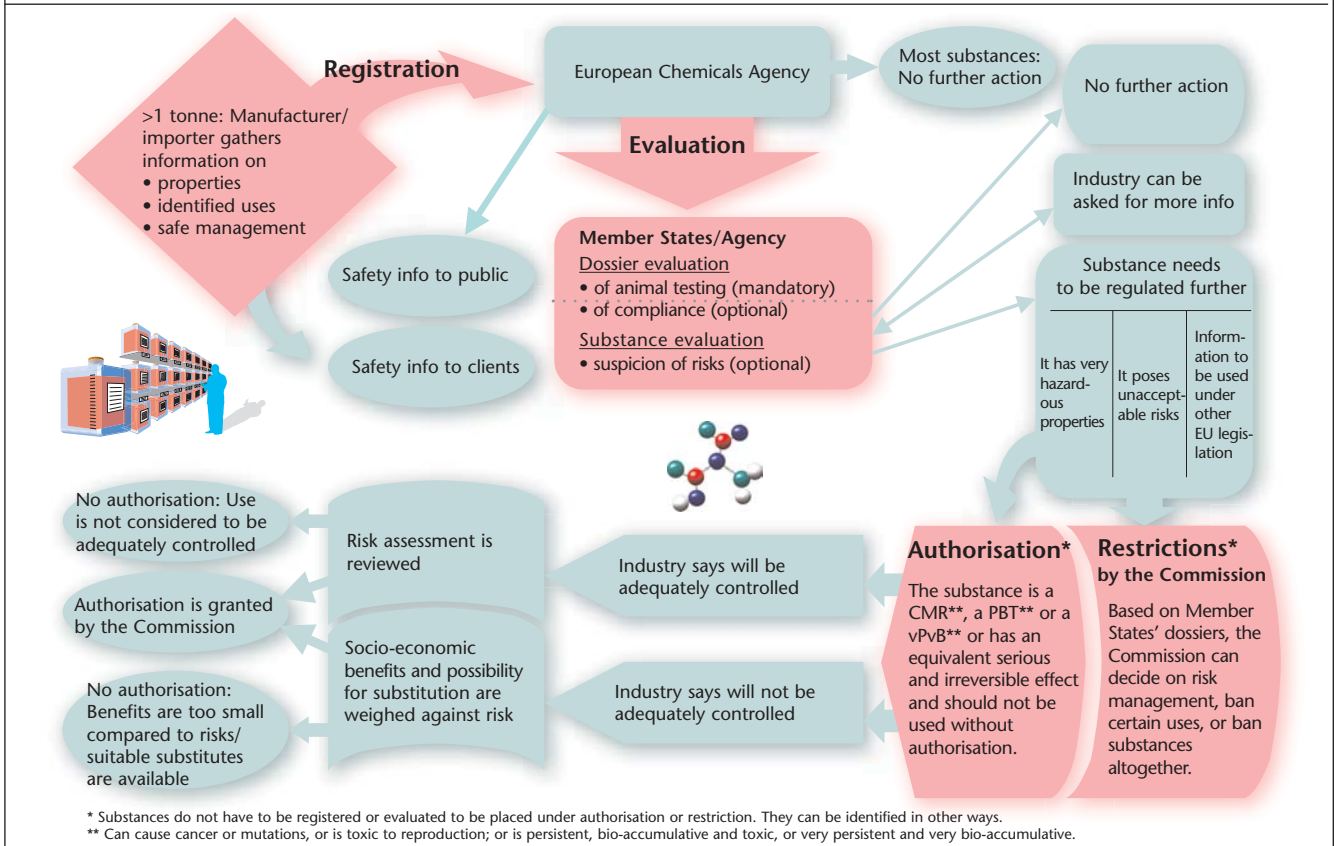 Registration
>1 tonne: Manufacturer/
importer gathers
information on
• properties
• identified uses
• safe management
European Chemicals Agency
Most substances:
No further action
No further action
Evaluation
Industry can be
asked for more info
Safety info to public
Safety info to clients
Member States/Agency
Dossier evaluation
• of animal testing (mandatory)
• of compliance (optional)
Substance evaluation
• suspicion of risks (optional)
Substance needs
to be regulated further
It has very
hazard-
ous
properties
It poses
unaccept-
able risks
Inform-
ation to
be used
under
other
EU legis-
lation
Authorisation*
The substance is a
CMR**, a PBT** or a
vPvB** or has an
equivalent serious
and irreversible effect
and should not be
used without
authorisation.
Restrictions*
by the Commission
Based on Member
States’ dossiers, the
Commission can
decide on risk
management, ban
certain uses, or ban
substances
altogether.
Industry says will be
adequately controlled
Industry says will not be
adequately controlled
Risk assessment is
reviewed
Socio-economic
benefits and possibility
for substitution are
weighed against risk
No authorisation: Use
is not considered to be
adequately controlled
Authorisation is granted
by the Commission
No authorisation:
Benefits are too small
compared to risks/
suitable substitutes
are available
* Substances do not have to be registered or evaluated to be placed under authorisation or restriction. They can be identified in other ways.
** Can cause cancer or mutations, or is toxic to reproduction; or is persistent, bio-accumulative and toxic, or very persistent and very bio-accumulative.